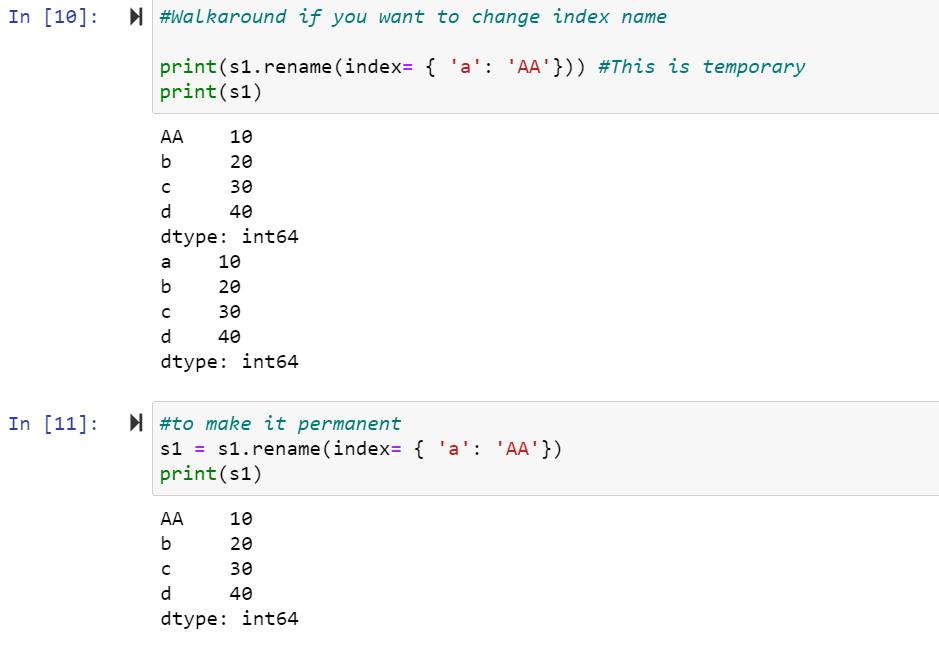 In [10]:
#Walkaround if you want to change index name
print(s1.rename(index= { 'a': 'AA'})) #This is temporary
print(s1)
AA    10
b     20
c     30
d     40
dtype: int64
a    10
b    20
c    30
d    40
dtype: int64
In [11]:
#to make it permanent
s1 = s1.rename(index= { 'a': 'AA'})
print(s1)
AA    10
b     20
c     30
d     40
dtype: int64